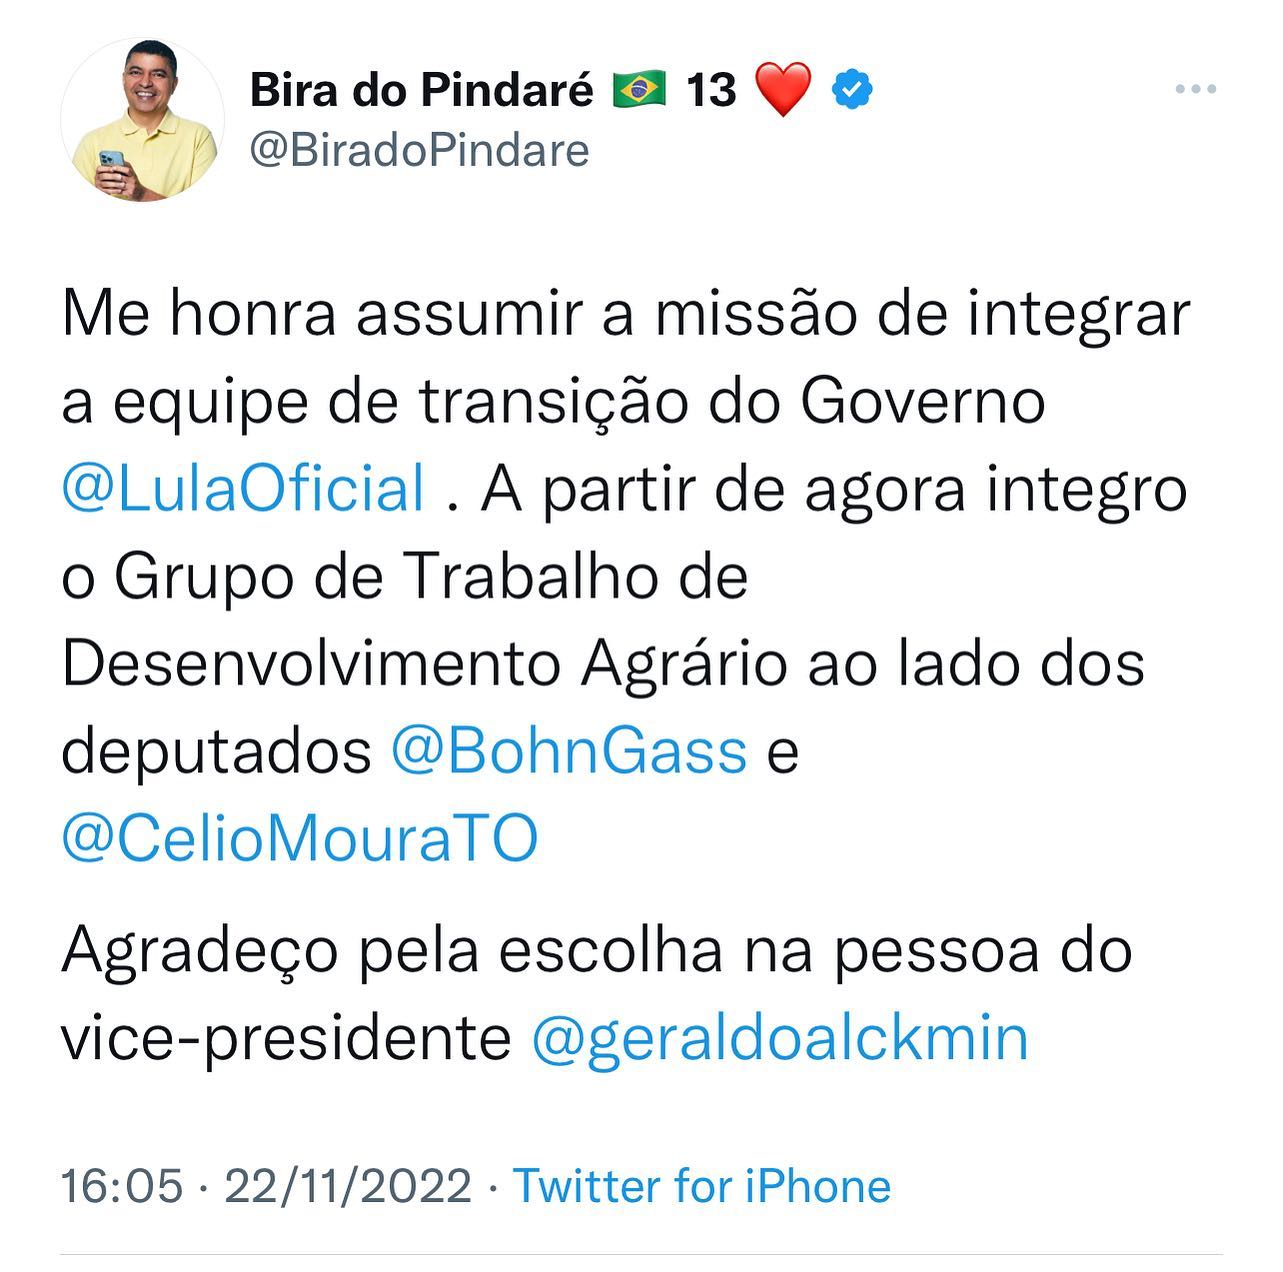 Bira do Pindaré 🇧🇷 13 ❤️
@BiradoPindare
Me honra assumir a missão de integrar
a equipe de transição do Governo
@LulaOficial . A partir de agora integro
o Grupo de Trabalho de
Desenvolvimento Agrário ao lado dos
deputados @BohnGass e
@CelioMouraTO
Agradeço pela escolha na pessoa do
vice-presidente @geraldoalckmin
16:05 · 22/11/2022 · Twitter for iPhone